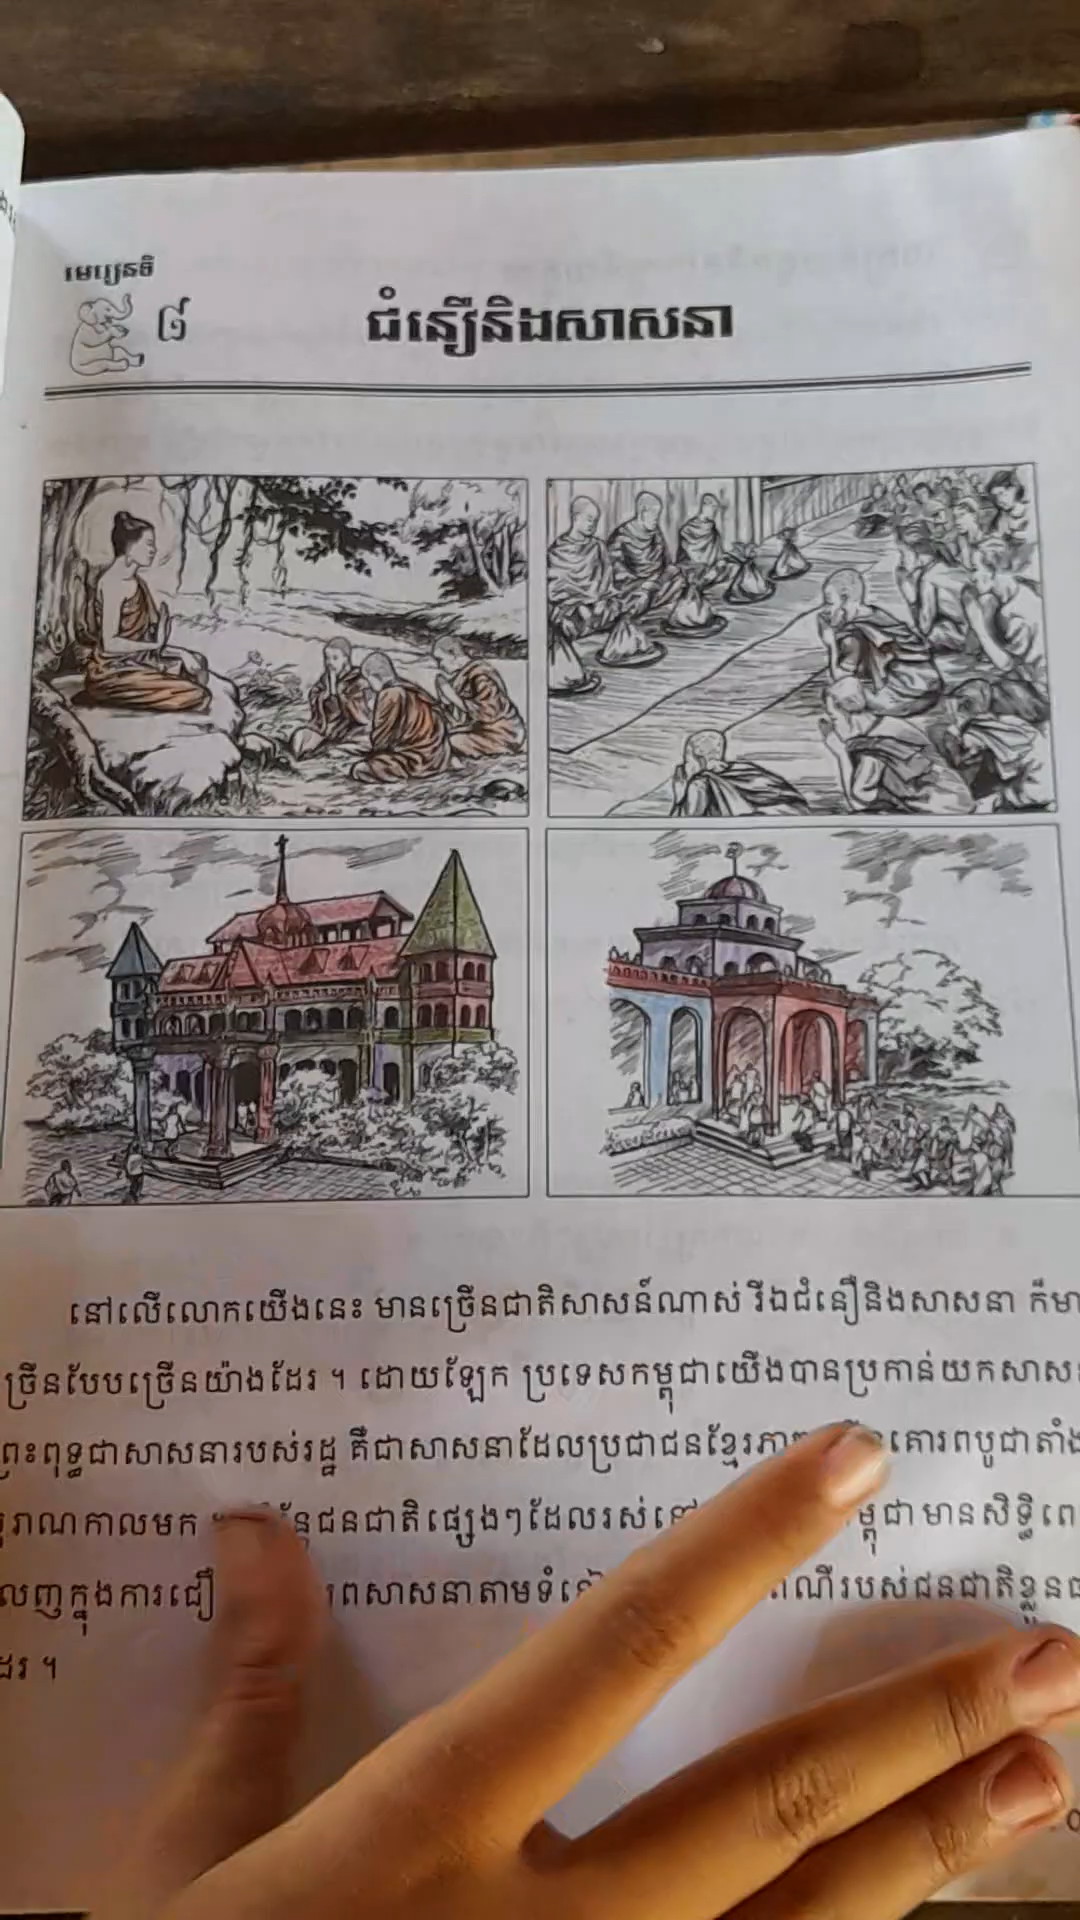 មេរៀនទី
៨
ជំនឿនិងសាសនា
នៅលើលោកយើងនេះ មានច្រើនជាតិសាសន៍ណាស់ រីឯជំនឿនិងសាសនា ក៏មា
ច្រើនបែបច្រើនយ៉ាងដែរ ។ ដោយឡែក ប្រទេសកម្ពុជាយើងបានប្រកាន់យកសាស
ព្រះពុទ្ធជាសាសនារបស់រដ្ឋ គឺជាសាសនាដែលប្រជាជនខ្មែរភាគ គោរពបូជាតាំង
រាណកាលមក ជនជាតិផ្សេងៗដែលរស់នៅ ម្ពុជាមានសិទ្ធិពេ
លេញក្នុងការជឿ រពសាសនាតាមទំនៀ ពណីរបស់ជនជាតិខ្លួន
ដែរ ។